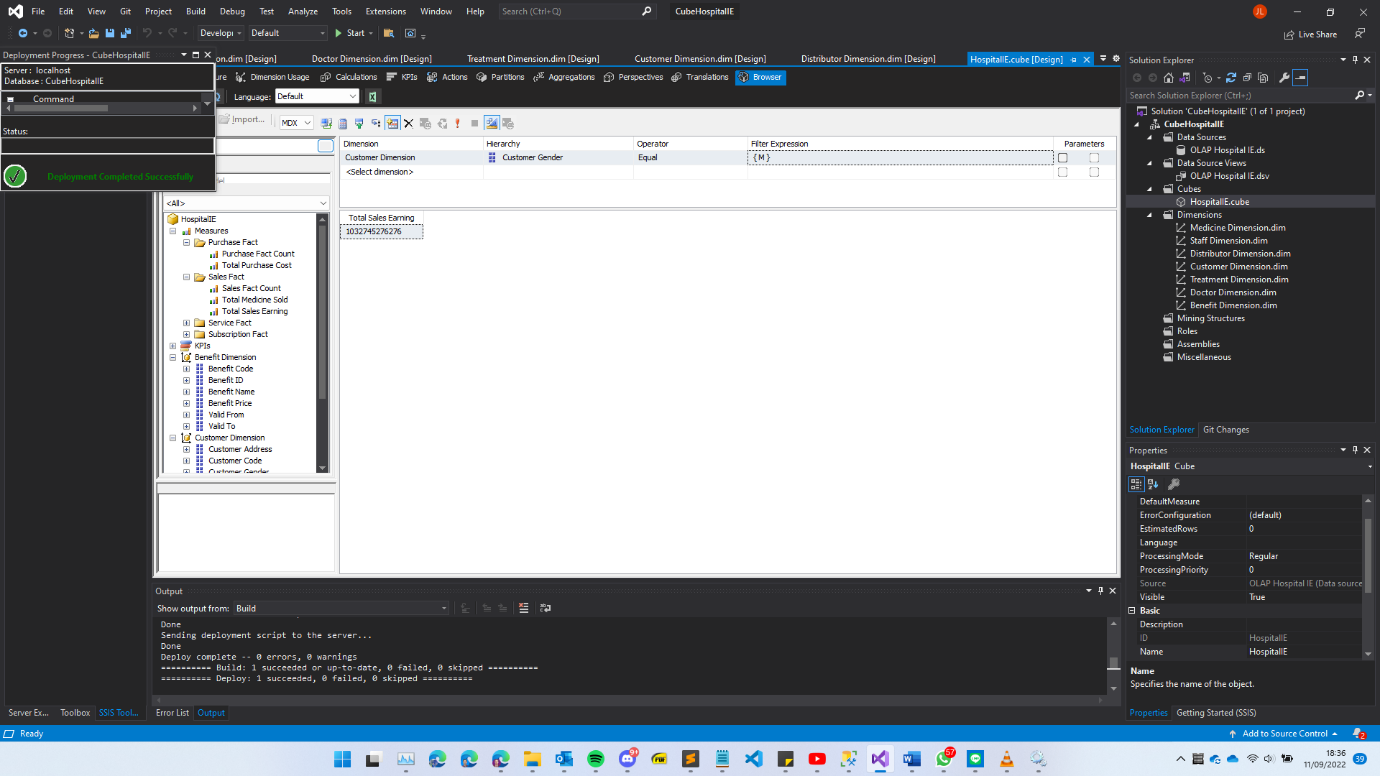 File Edit View Git Project Build Debug Test Analyze Tools Extensions Window Help Search (Ctrl+Q) CubeHospitalIE JL
Developi Default Start Live Share
Deployment Progress - CubeHospitalIE
Server : localhost
Database : CubeHospitalIE
Command
Status:
Deployment Completed Successfully
on.dim [Design] Doctor Dimension.dim [Design] Treatment Dimension.dim [Design] Customer Dimension.dim [Design] Distributor Dimension.dim [Design] HospitalIE.cube [Design]
ure Dimension Usage Calculations KPIs Actions Partitions Aggregations Perspectives Translations Browser
Language: Default
Import... MDX
Dimension Hierarchy Operator Filter Expression Parameters
Customer Dimension Customer Gender Equal { M }
<Select dimension>
<All>
HospitalIE
Measures
Purchase Fact
Purchase Fact Count
Total Purchase Cost
Sales Fact
Sales Fact Count
Total Medicine Sold
Total Sales Earning
Service Fact
Subscription Fact
KPIs
Benefit Dimension
Benefit Code
Benefit ID
Benefit Name
Benefit Price
Valid From
Valid To
Customer Dimension
Customer Address
Customer Code
Customer Gender
Total Sales Earning
1032745276276
Output
Show output from: Build
Done
Sending deployment script to the server...
Done
Deploy complete -- 0 errors, 0 warnings
========== Build: 1 succeeded or up-to-date, 0 failed, 0 skipped ==========
========== Deploy: 1 succeeded, 0 failed, 0 skipped ==========
Server Ex... Toolbox SSIS Tool... Error List Output
Solution Explorer
Search Solution Explorer (Ctrl+;)
Solution 'CubeHospitalIE' (1 of 1 project)
CubeHospitalIE
Data Sources
OLAP Hospital IE.ds
Data Source Views
OLAP Hospital IE.dsv
Cubes
HospitalIE.cube
Dimensions
Medicine Dimension.dim
Staff Dimension.dim
Distributor Dimension.dim
Customer Dimension.dim
Treatment Dimension.dim
Doctor Dimension.dim
Benefit Dimension.dim
Mining Structures
Roles
Assemblies
Miscellaneous
Solution Explorer Git Changes
Properties
HospitalIE Cube
DefaultMeasure
ErrorConfiguration (default)
EstimatedRows 0
Language
ProcessingMode Regular
ProcessingPriority 0
Source OLAP Hospital IE (Data source
Visible True
Basic
Description
ID HospitalIE
Name HospitalIE
Name
Specifies the name of the object.
Properties Getting Started (SSIS)
Ready Add to Source Control 2
9+ 57 18:36
11/09/2022 39